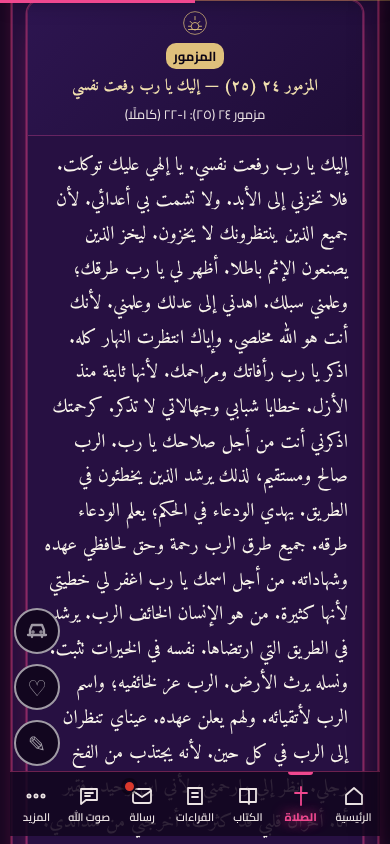 المزمور
المزمور ٢٤ (٢٥) — إليك يا رب رفعت نفسي
مزمور ٢٤ (٢٥): ١-٢٢ (كاملًا)
إليك يا رب رفعت نفسي. يا إلهي عليك توكلت.
فلا تخزني إلى الأبد. ولا تشمت بي أعدائي. لأن
جميع الذين ينتظرونك لا يخزون. ليخز الذين
يصنعون الإثم باطلا. أظهر لي يا رب طرقك؛
وعلمني سبلك. اهدني إلى عدلك وعلمني. لأنك
أنت هو الله مخلصي. وإياك انتظرت النهار كله.
اذكر يا رب رأفاتك ومراحمك. لأنها ثابتة منذ
الأزل. خطايا شبابي وجهالاتي لا تذكر. كرحمتك
اذكرني أنت من أجل صلاحك يا رب. الرب
صالح ومستقيم، لذلك يرشد الذين يخطئون في
الطريق. يهدي الودعاء في الحكم؛ يعلم الودعاء
طرقه. جميع طرق الرب رحمة وحق لحافظي عهده
وشهاداته. من أجل اسمك يا رب اغفر لي خطيتي
لأنها كثيرة. من هو الإنسان الخائف الرب. يرشده
في الطريق التي ارتضاها. نفسه في الخيرات تثبت.
ونسله يرث الأرض. الرب عز لخائفيه؛ واسم
الرب لأتقيائه. ولهم يعلن عهده. عيناي تنظران
إلى الرب في كل حين. لأنه يجتذب من الفخ
رجلي. انظر إلي
الرئيسية
الصلاة
الكتاب
القراءات
رسالة
صوت الله
المزيد